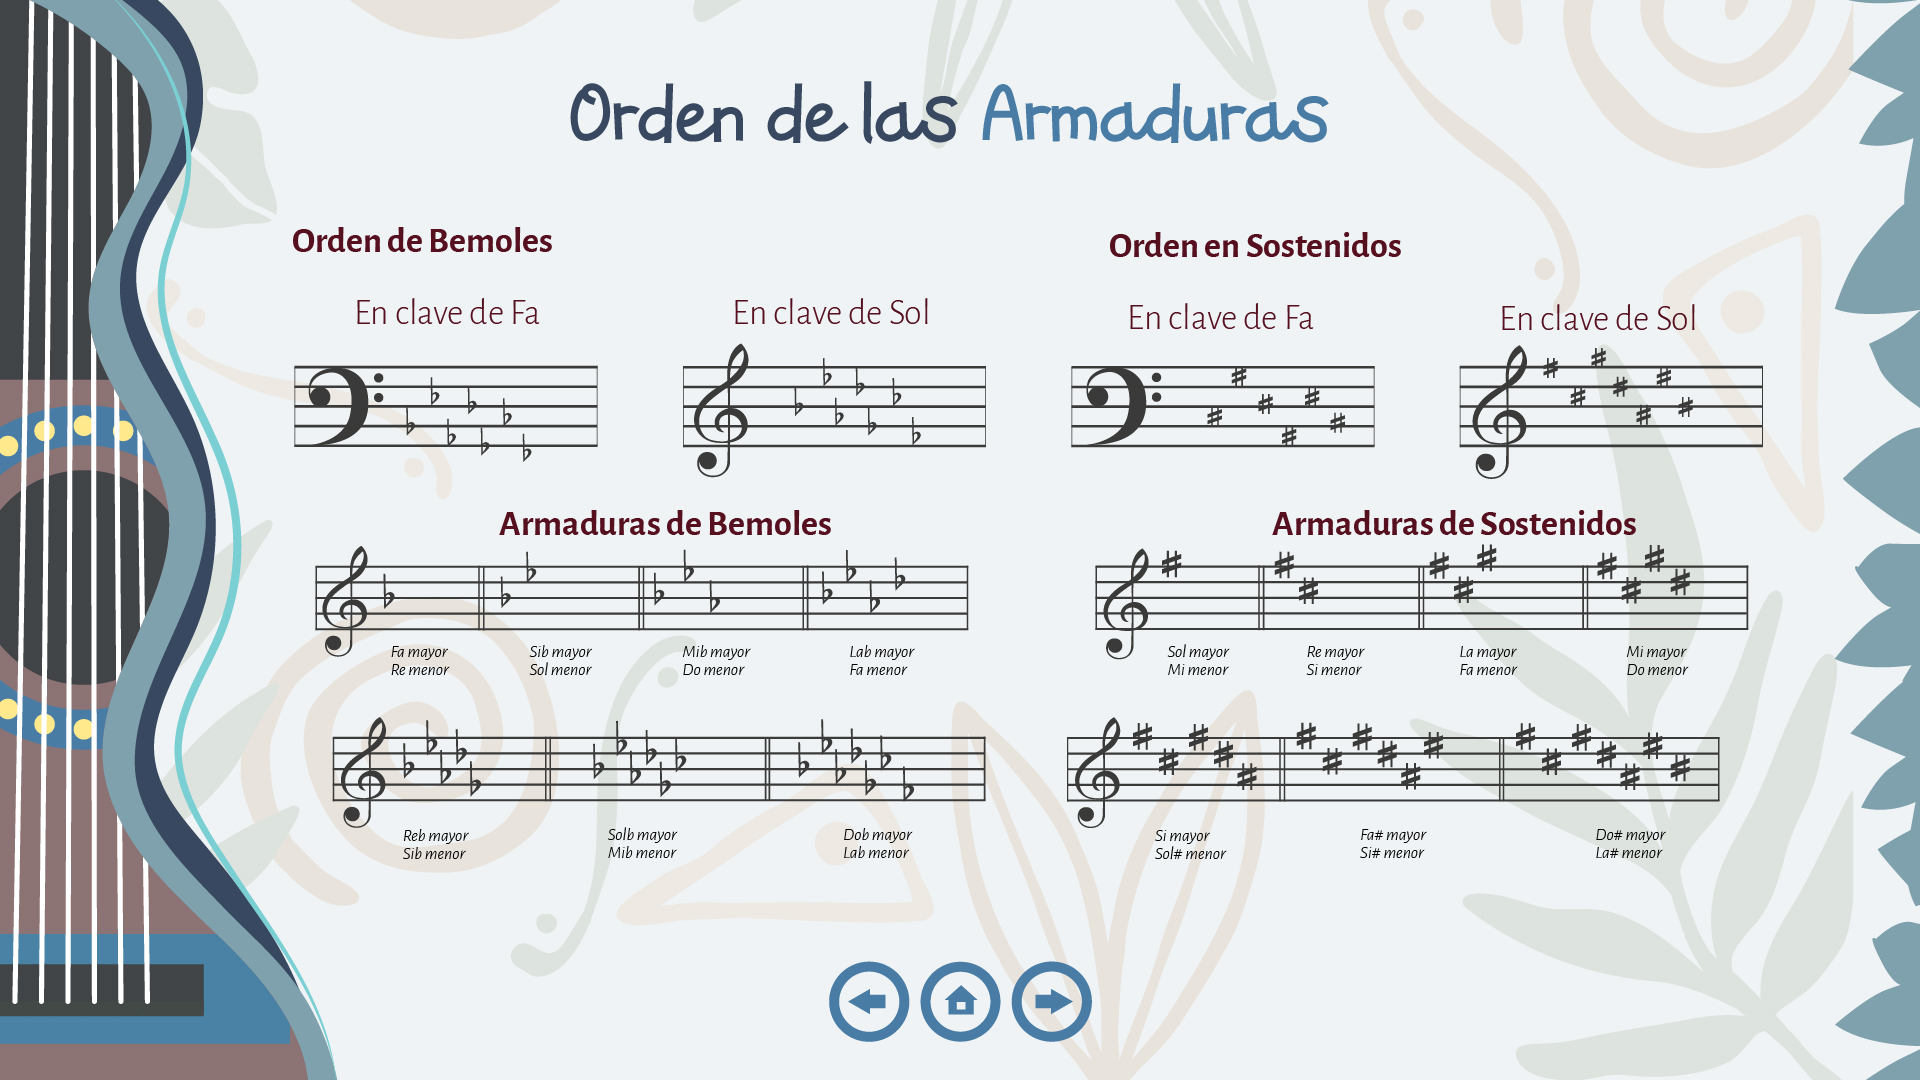 Orden de las Armaduras
Orden de Bemoles
En clave de Fa
En clave de Sol
Orden en Sostenidos
En clave de Fa
En clave de Sol
Armaduras de Bemoles
Fa mayor
Re menor
Sib mayor
Sol menor
Mib mayor
Do menor
Lab mayor
Fa menor
Reb mayor
Sib menor
Solb mayor
Mib menor
Dob mayor
Lab menor
Armaduras de Sostenidos
Sol mayor
Mi menor
Re mayor
Si menor
La mayor
Fa menor
Mi mayor
Do menor
Si mayor
Sol# menor
Fa# mayor
Si# menor
Do# mayor
La# menor